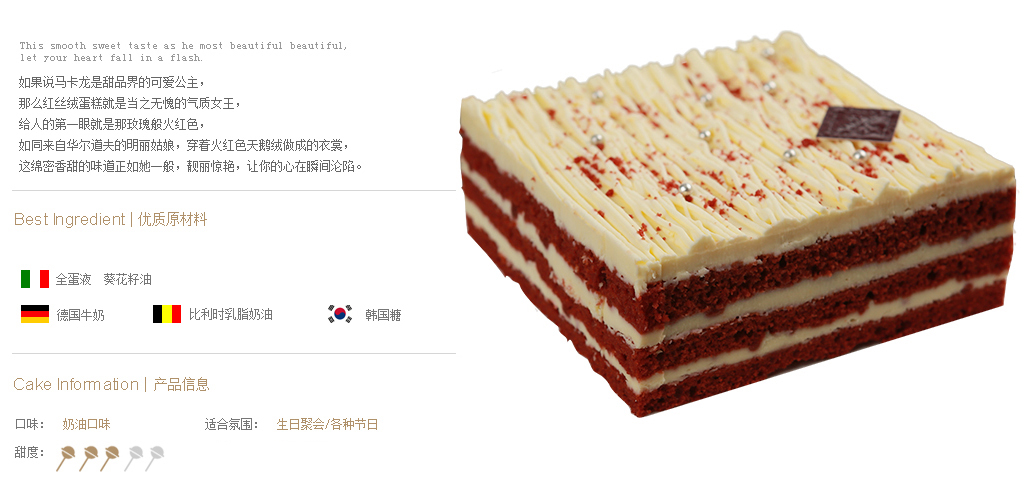 This smooth sweet taste as he most beautiful beautiful,
let your heart fall in a flash.
如果说马卡龙是甜品界的可爱公主，
那么红丝绒蛋糕就是当之无愧的气质女王，
给人的第一眼就是那玫瑰般火红色，
如同来自华尔道夫的明丽姑娘，穿着火红色天鹅绒做成的衣裳，
这绵密香甜的味道正如她一般，靓丽惊艳，让你的心在瞬间沦陷。
Best Ingredient | 优质原材料
全蛋液 葵花籽油
德国牛奶 比利时乳脂奶油 韩国糖
Cake Information | 产品信息
口味： 奶油口味 适合氛围： 生日聚会/各种节日
甜度：